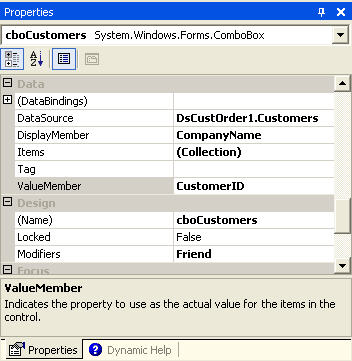 Properties
cboCustomers System.Windows.Forms.ComboBox
Data
(DataBindings)
DataSource DsCustOrder1.Customers
DisplayMember CompanyName
Items (Collection)
Tag
ValueMember CustomerID
Design
(Name) cboCustomers
Locked False
Modifiers Friend
Focus
ValueMember
Indicates the property to use as the actual value for the items in the
control.
Properties Dynamic Help